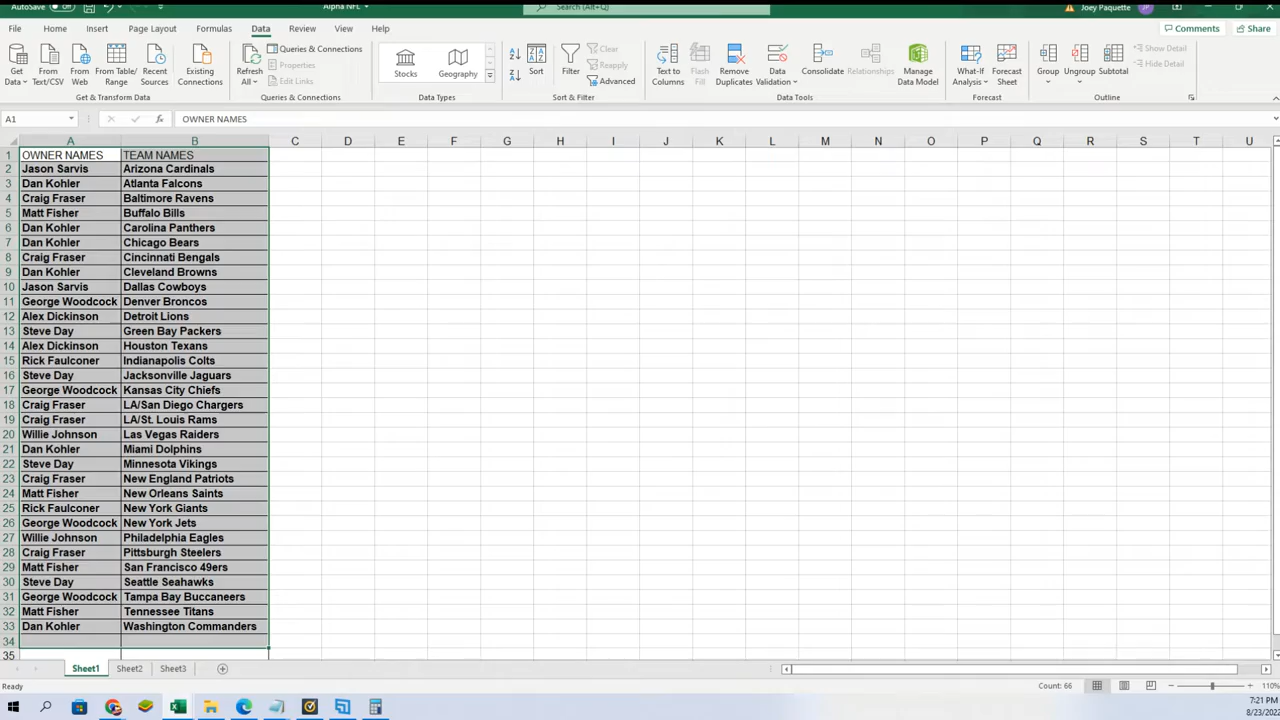 AutoSave Off Alpha NFL Search (Alt+Q) Joey Paquette JP
File Home Insert Page Layout Formulas Data Review View Help Comments Share
Get Data From Text/CSV From Web From Table/Range Recent Sources Existing Connections
Get & Transform Data
Refresh All Queries & Connections Properties Edit Links
Queries & Connections
Stocks Geography
Data Types
Sort Filter Clear Reapply Advanced
Sort & Filter
Text to Columns Flash Fill Remove Duplicates Data Validation Consolidate Relationships Manage Data Model
Data Tools
What-If Analysis Forecast Sheet
Forecast
Group Ungroup Subtotal Show Detail Hide Detail
Outline
A1 fx OWNER NAMES
A B C D E F G H I J K L M N O P Q R S T U
1 OWNER NAMES TEAM NAMES
2 Jason Sarvis Arizona Cardinals
3 Dan Kohler Atlanta Falcons
4 Craig Fraser Baltimore Ravens
5 Matt Fisher Buffalo Bills
6 Dan Kohler Carolina Panthers
7 Dan Kohler Chicago Bears
8 Craig Fraser Cincinnati Bengals
9 Dan Kohler Cleveland Browns
10 Jason Sarvis Dallas Cowboys
11 George Woodcock Denver Broncos
12 Alex Dickinson Detroit Lions
13 Steve Day Green Bay Packers
14 Alex Dickinson Houston Texans
15 Rick Faulconer Indianapolis Colts
16 Steve Day Jacksonville Jaguars
17 George Woodcock Kansas City Chiefs
18 Craig Fraser LA/San Diego Chargers
19 Craig Fraser LA/St. Louis Rams
20 Willie Johnson Las Vegas Raiders
21 Dan Kohler Miami Dolphins
22 Steve Day Minnesota Vikings
23 Craig Fraser New England Patriots
24 Matt Fisher New Orleans Saints
25 Rick Faulconer New York Giants
26 George Woodcock New York Jets
27 Willie Johnson Philadelphia Eagles
28 Craig Fraser Pittsburgh Steelers
29 Matt Fisher San Francisco 49ers
30 Steve Day Seattle Seahawks
31 George Woodcock Tampa Bay Buccaneers
32 Matt Fisher Tennessee Titans
33 Dan Kohler Washington Commanders
34
35
Sheet1 Sheet2 Sheet3
Ready Count: 66 110%
7:21 PM
8/23/2022